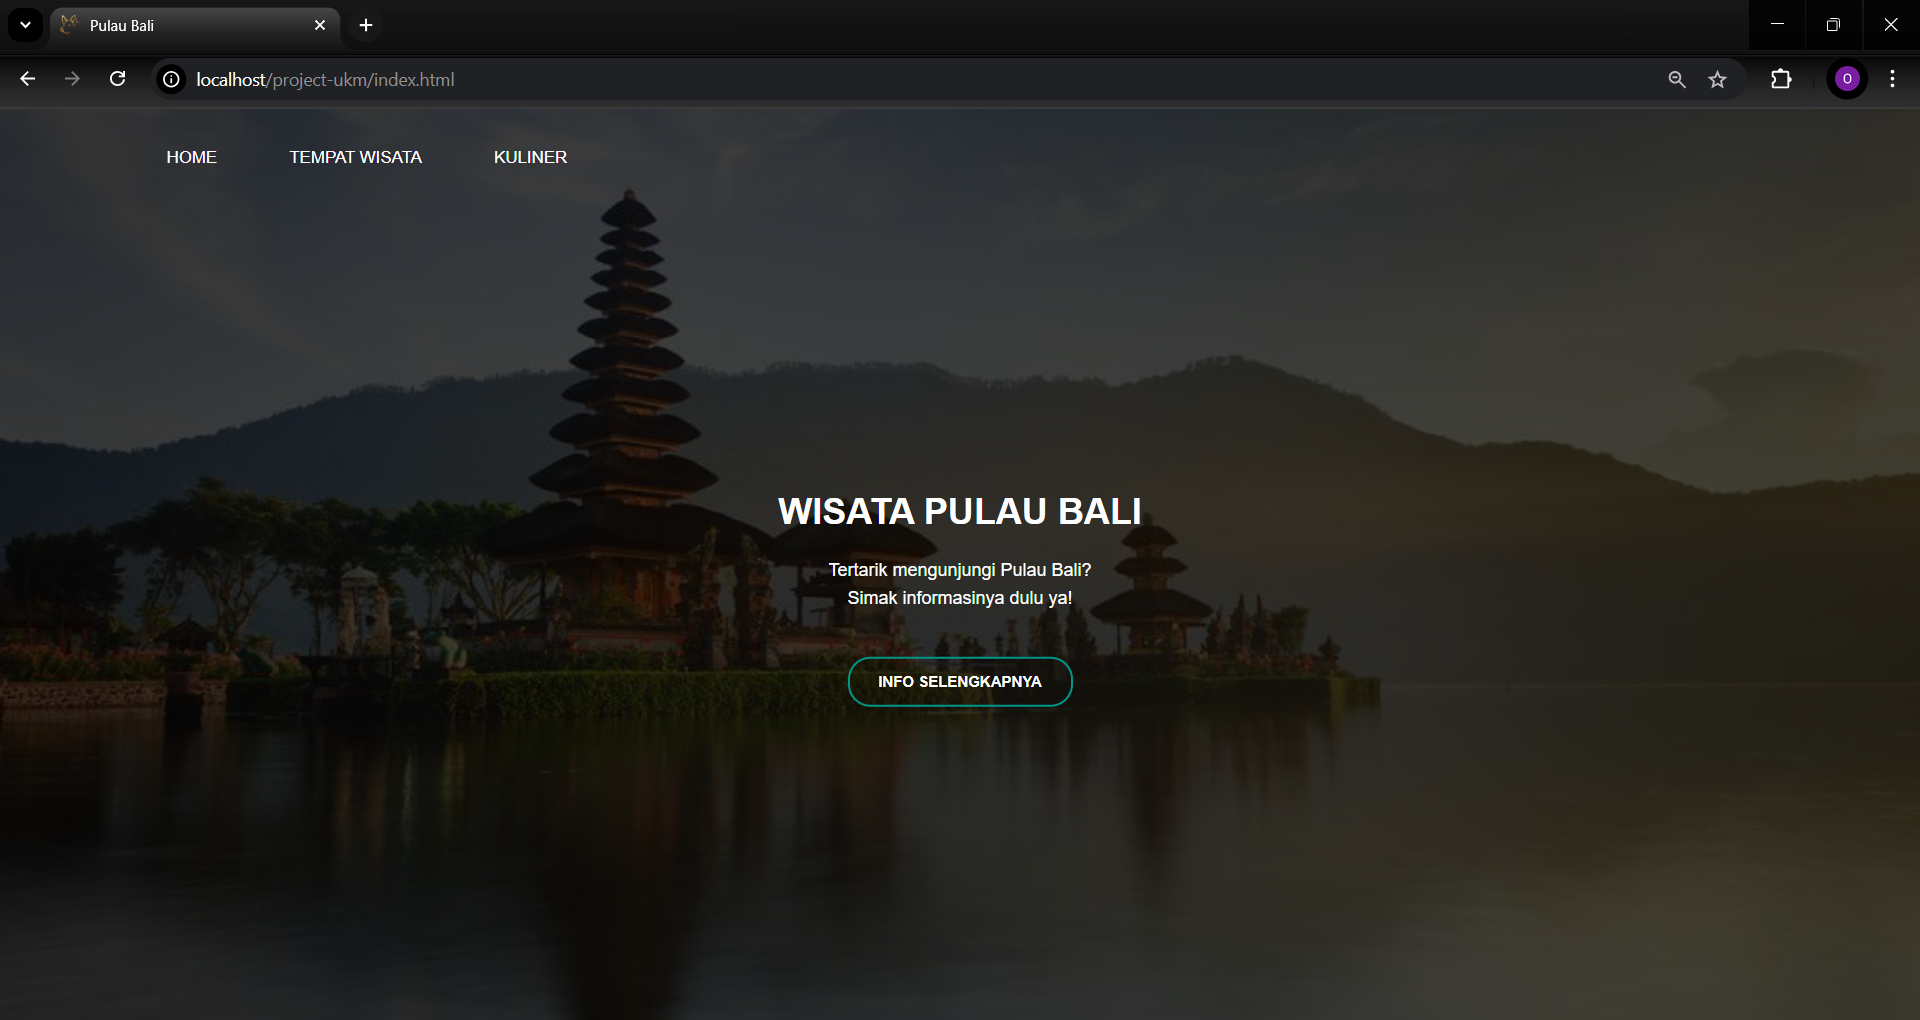 Pulau Bali
localhost/project-ukm/index.html
O
HOME TEMPAT WISATA KULINER
WISATA PULAU BALI
Tertarik mengunjungi Pulau Bali?
Simak informasinya dulu ya!
INFO SELENGKAPNYA